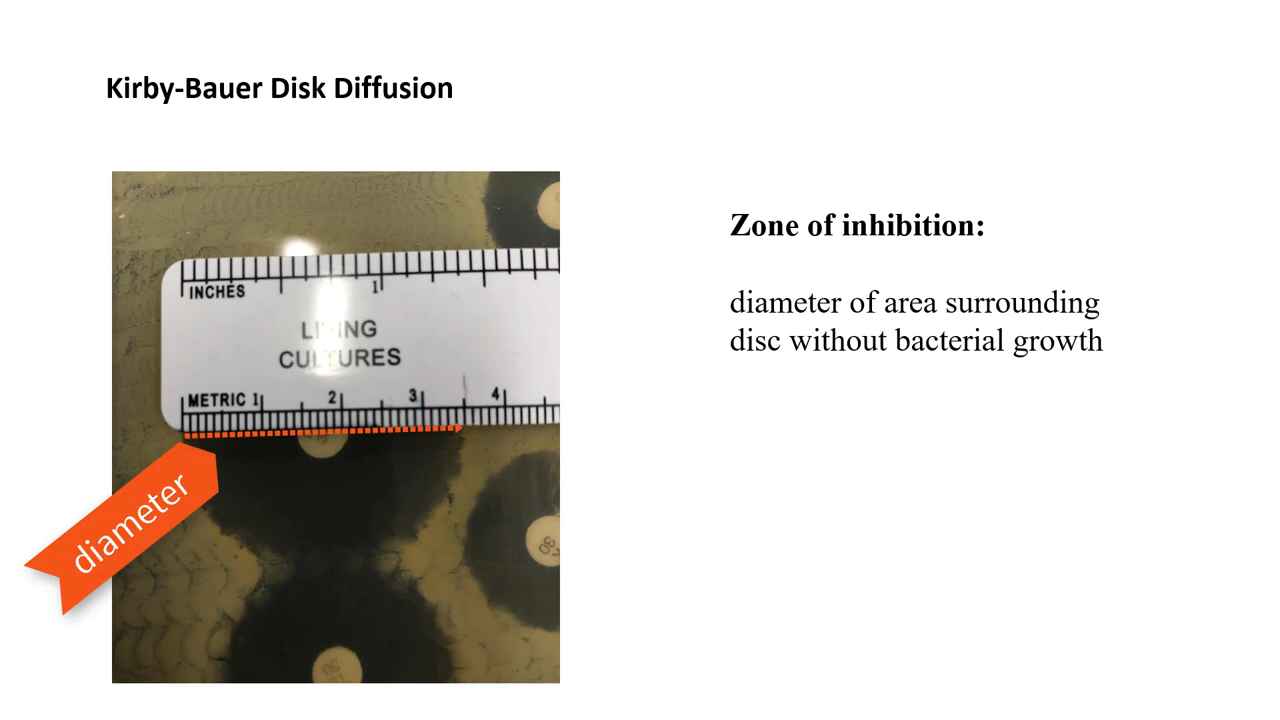 Kirby-Bauer Disk Diffusion
Zone of inhibition:
diameter of area surrounding
disc without bacterial growth
INCHES 1
LIVING
CULTURES
METRIC 1 2 3 4
diameter
30